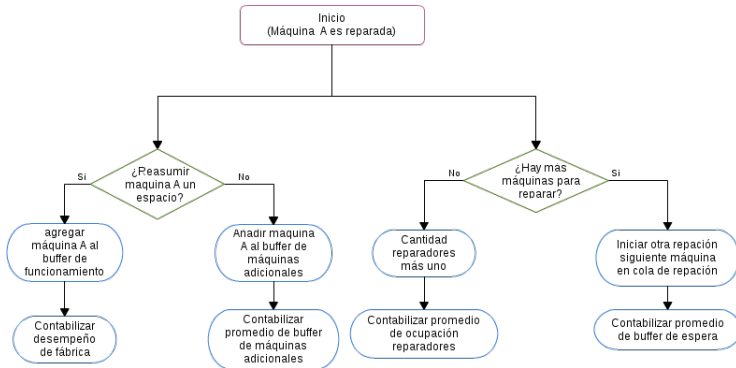 Inicio
(Máquina A es reparada)
¿Reasumir
maquina A un
espacio?
Si
No
¿Hay mas
máquinas para
reparar?
No
Si
agregar
máquina A al
buffer de
funcionamiento
Anadir maquina
A al buffer de
máquinas
adicionales
Cantidad
reparadores
más uno
Iniciar otra repación
siguiente máquina
en cola de repación
Contabilizar
desempeño
de fábrica
Contabilizar
promedio de buffer
de máquinas
adicionales
Contabilizar promedio
de ocupación
reparadores
Contabilizar promedio
de buffer de espera